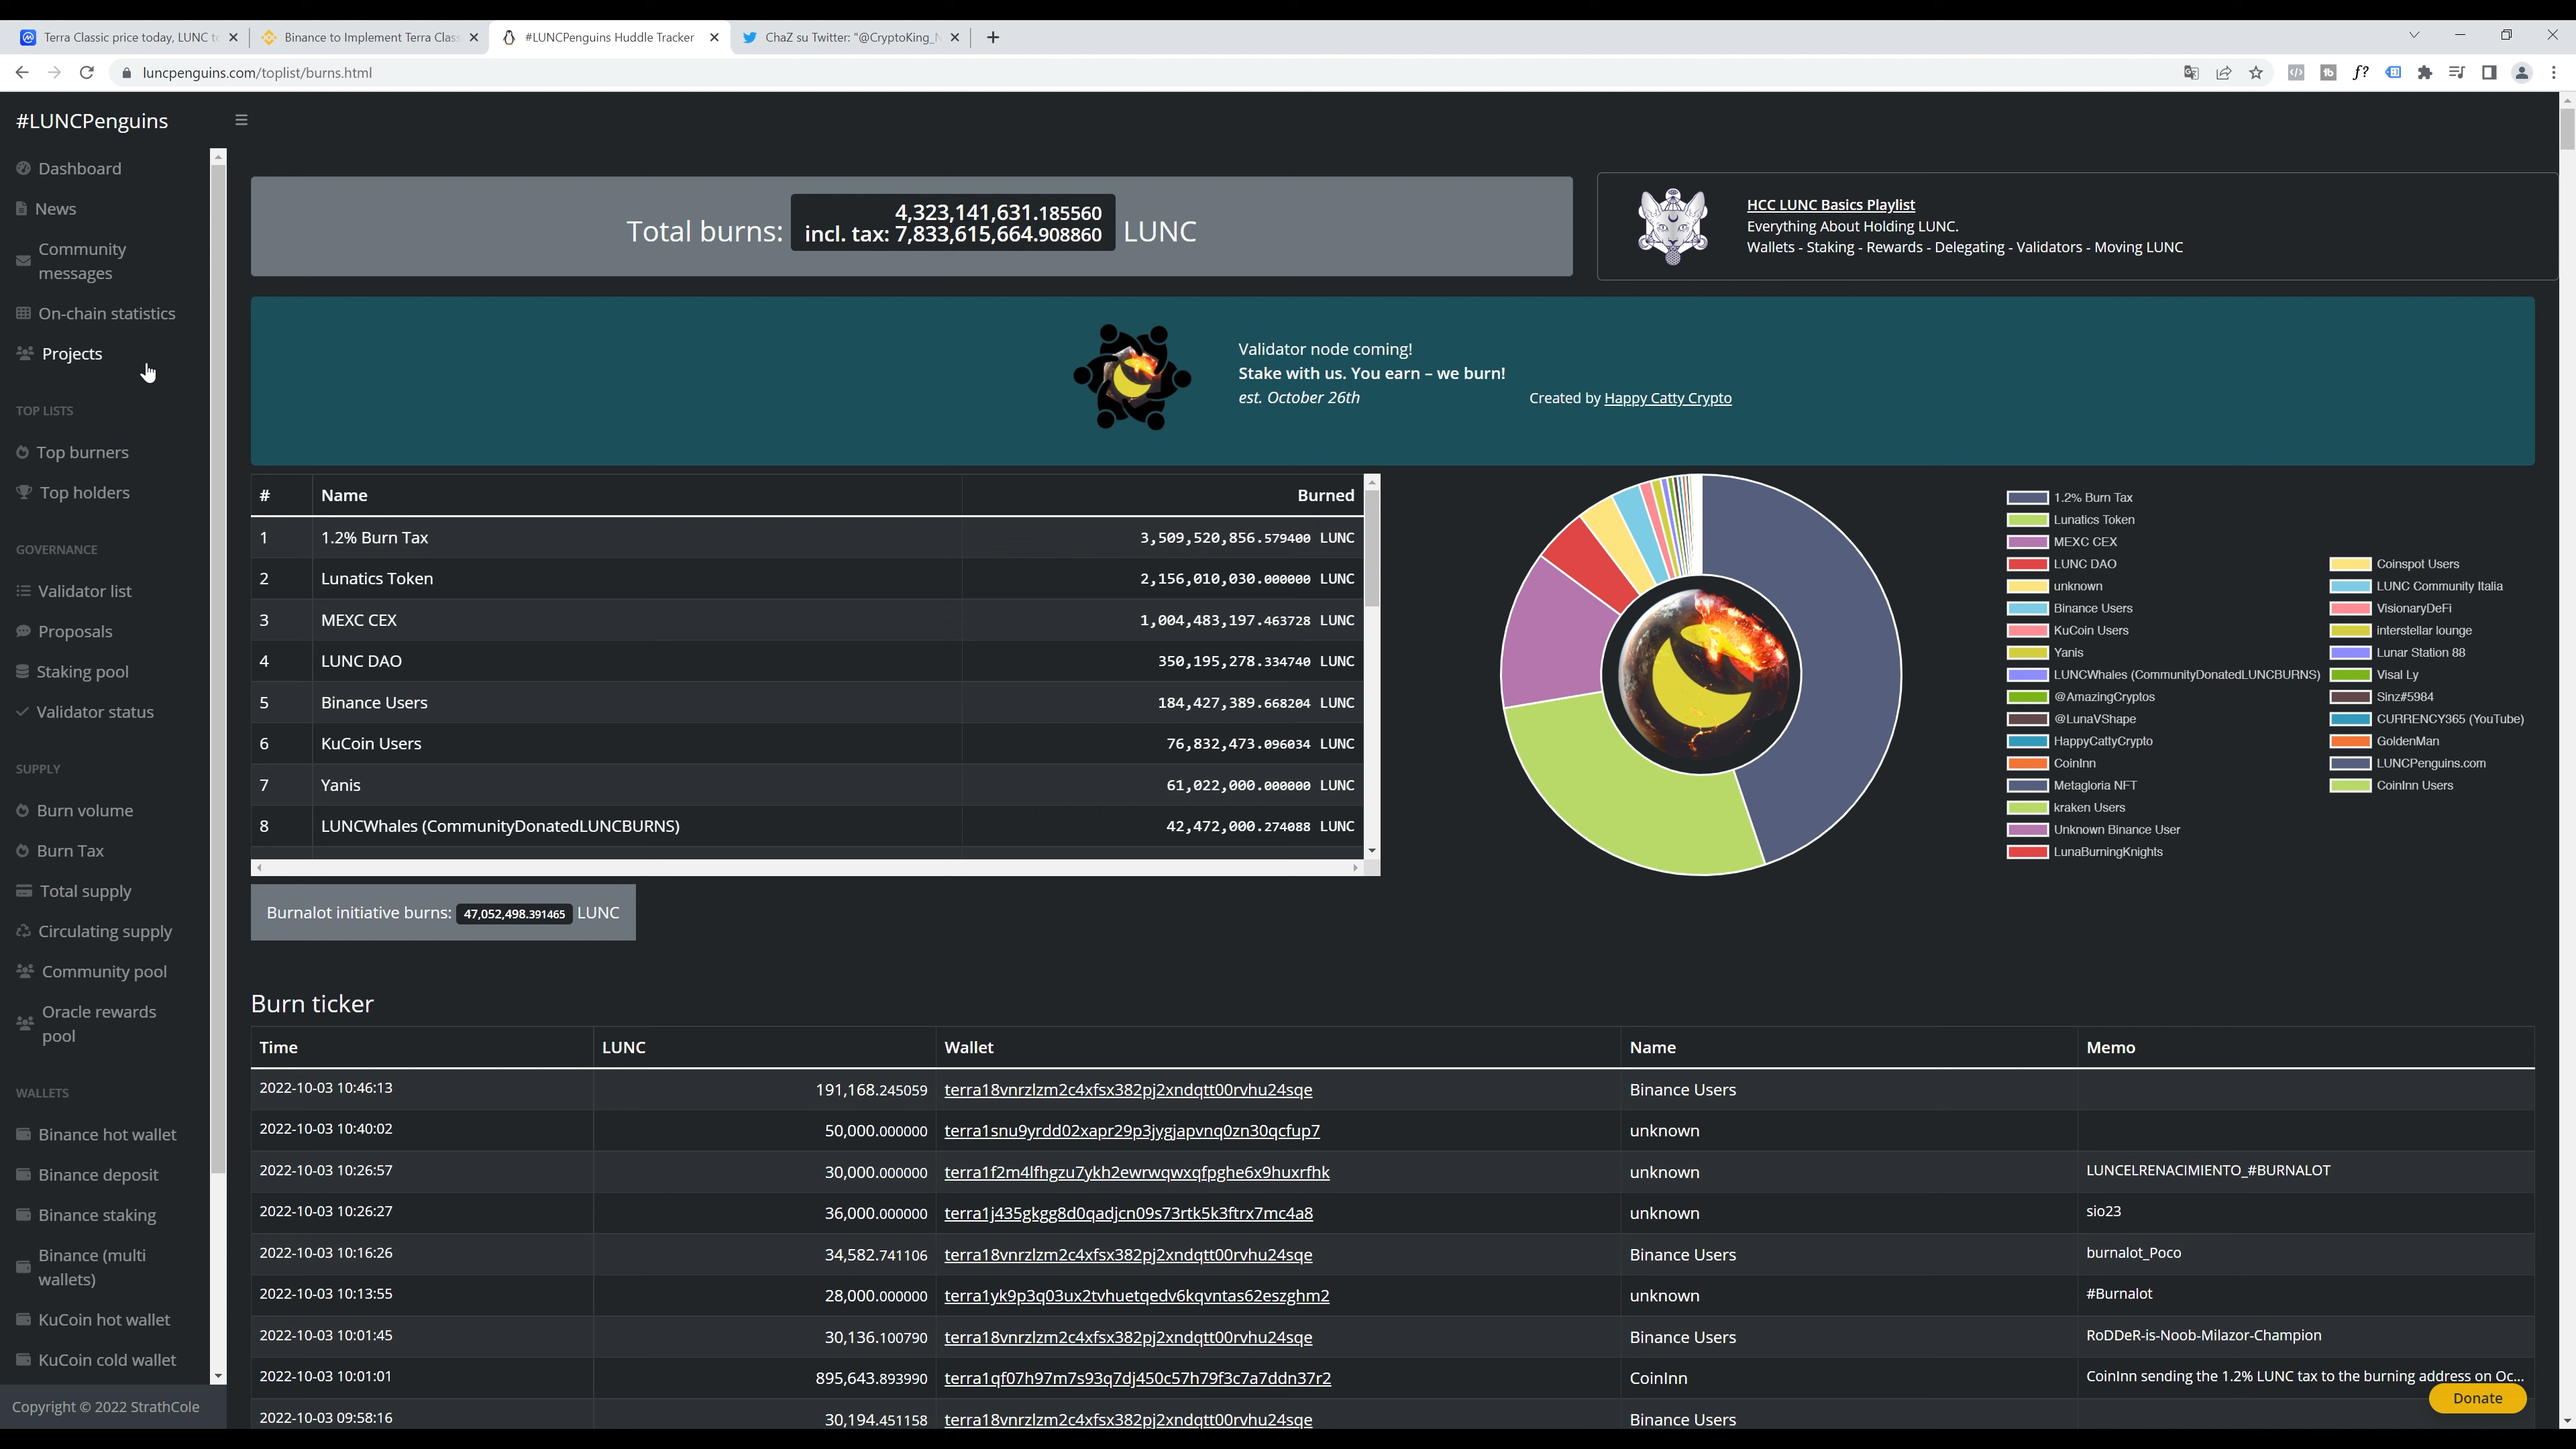 Terra Classic price today, LUNC to
Binance to Implement Terra Clas
#LUNCPenguins Huddle Tracker
ChaZ su Twitter: "@CryptoKing_N
luncpenguins.com/toplist/burns.html
#LUNCPenguins
Dashboard
News
Community
messages
On-chain statistics
Projects
TOP LISTS
Top burners
Top holders
GOVERNANCE
Validator list
Proposals
Staking pool
Validator status
SUPPLY
Burn volume
Burn Tax
Total supply
Circulating supply
Community pool
Oracle rewards
pool
WALLETS
Binance hot wallet
Binance deposit
Binance staking
Binance (multi
wallets)
KuCoin hot wallet
KuCoin cold wallet
Copyright © 2022 StrathCole
Total burns: 4,323,141,631.185560 LUNC
incl. tax: 7,833,615,664.908860
HCC LUNC Basics Playlist
Everything About Holding LUNC.
Wallets - Staking - Rewards - Delegating - Validators - Moving LUNC
Validator node coming!
Stake with us. You earn – we burn!
est. October 26th
Created by Happy Catty Crypto
# Name Burned
1 1.2% Burn Tax 3,509,520,856.579400 LUNC
2 Lunatics Token 2,156,010,030.000000 LUNC
3 MEXC CEX 1,004,483,197.463728 LUNC
4 LUNC DAO 350,195,278.334740 LUNC
5 Binance Users 184,427,389.668204 LUNC
6 KuCoin Users 76,832,473.096034 LUNC
7 Yanis 61,022,000.000000 LUNC
8 LUNCWhales (CommunityDonatedLUNCBURNS) 42,472,000.274088 LUNC
1.2% Burn Tax
Lunatics Token
MEXC CEX
LUNC DAO
unknown
Binance Users
KuCoin Users
Yanis
LUNCWhales (CommunityDonatedLUNCBURNS)
@AmazingCryptos
@LunaVShape
HappyCattyCrypto
CoinInn
Metagloria NFT
kraken Users
Unknown Binance User
LunaBurningKnights
Coinspot Users
LUNC Community Italia
VisionaryDeFi
interstellar lounge
Lunar Station 88
Visal Ly
Sinz#5984
CURRENCY365 (YouTube)
GoldenMan
LUNCPenguins.com
CoinInn Users
Burnalot initiative burns: 47,052,498.391465 LUNC
Burn ticker
Time LUNC Wallet Name Memo
2022-10-03 10:46:13 191,168.245059 terra18vnrzlzm2c4xfsx382pj2xndqtt00rvhu24sqe Binance Users
2022-10-03 10:40:02 50,000.000000 terra1snu9yrdd02xapr29p3jygjapvnq0zn30qcfup7 unknown
2022-10-03 10:26:57 30,000.000000 terra1f2m4lfhgzu7ykh2ewrwqwxqfpghe6x9huxrfhk unknown LUNCELRENACIMIENTO_#BURNALOT
2022-10-03 10:26:27 36,000.000000 terra1j435gkgg8d0qadjcn09s73rtk5k3ftrx7mc4a8 unknown sio23
2022-10-03 10:16:26 34,582.741106 terra18vnrzlzm2c4xfsx382pj2xndqtt00rvhu24sqe Binance Users burnalot_Poco
2022-10-03 10:13:55 28,000.000000 terra1yk9p3q03ux2tvhuetqedv6kqvntas62eszghm2 unknown #Burnalot
2022-10-03 10:01:45 30,136.100790 terra18vnrzlzm2c4xfsx382pj2xndqtt00rvhu24sqe Binance Users RoDDeR-is-Noob-Milazor-Champion
2022-10-03 10:01:01 895,643.893990 terra1qf07h97m7s93q7dj450c57h79f3c7a7ddn37r2 CoinInn CoinInn sending the 1.2% LUNC tax to the burning address on Oc...
2022-10-03 09:58:16 30,194.451158 terra18vnrzlzm2c4xfsx382pj2xndqtt00rvhu24sqe Binance Users
Donate